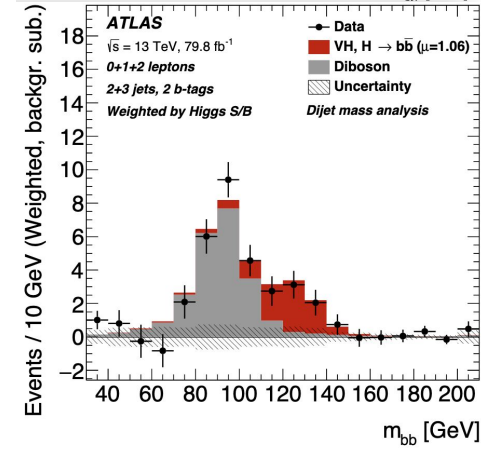 ATLAS
√s = 13 TeV, 79.8 fb⁻¹
0+1+2 leptons
2+3 jets, 2 b-tags
Weighted by Higgs S/B
Data
VH, H → bb̄ (μ=1.06)
Diboson
Uncertainty
Dijet mass analysis
Events / 10 GeV (Weighted, backgr. sub.)
18
16
14
12
10
8
6
4
2
0
−2
40 60 80 100 120 140 160 180 200
m_bb [GeV]